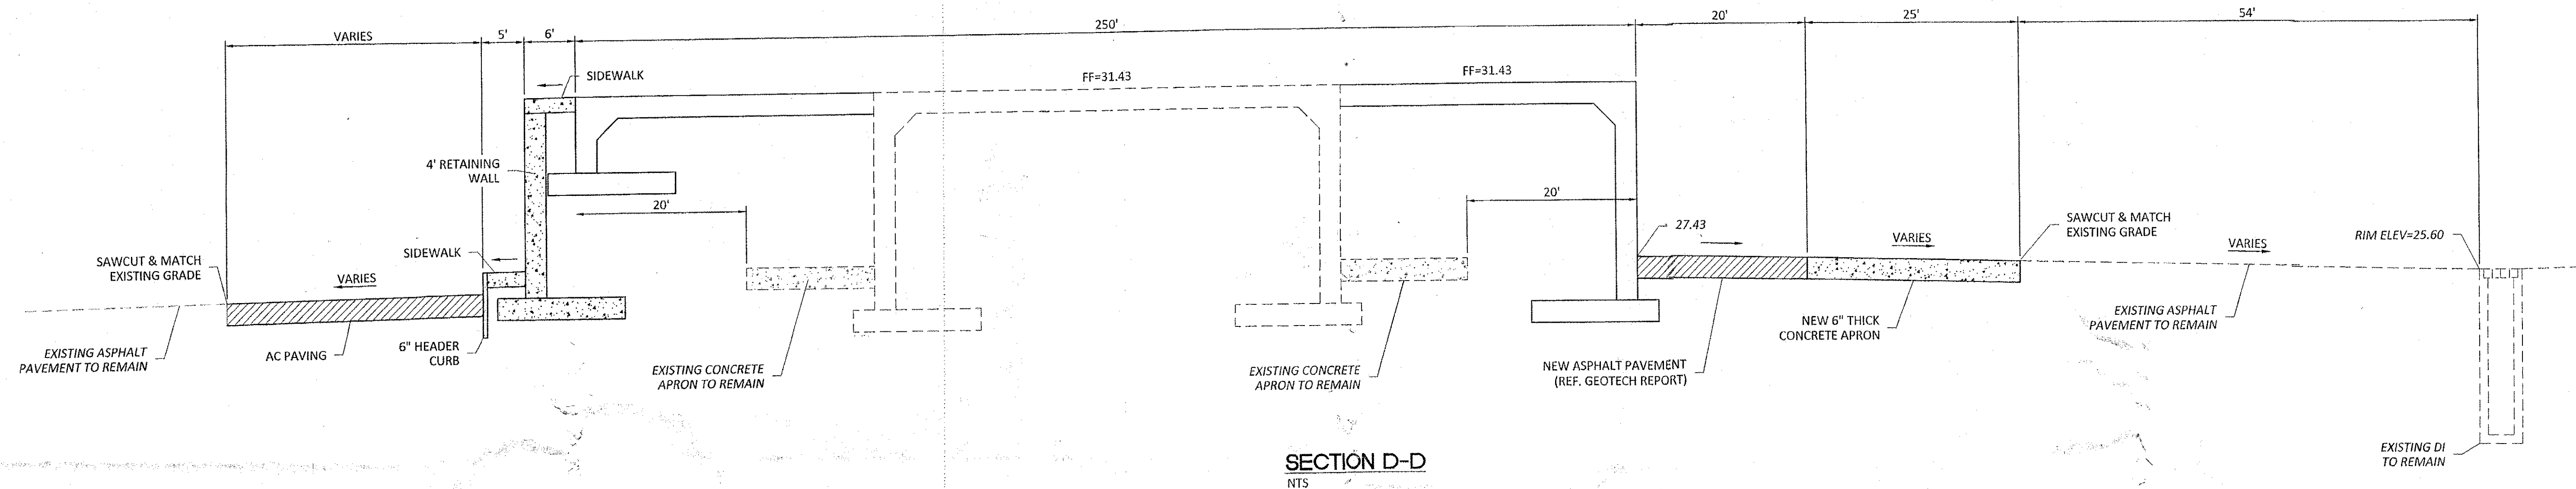 VARIES
5'
6'
250'
20'
25'
54'
SIDEWALK
FF=31.43
FF=31.43
4' RETAINING
WALL
20'
20'
27.43
SAWCUT & MATCH
EXISTING GRADE
VARIES
RIM ELEV=25.60
VARIES
SIDEWALK
SAWCUT & MATCH
EXISTING GRADE
VARIES
EXISTING ASPHALT
PAVEMENT TO REMAIN
AC PAVING
6" HEADER
CURB
EXISTING CONCRETE
APRON TO REMAIN
EXISTING CONCRETE
APRON TO REMAIN
NEW ASPHALT PAVEMENT
(REF. GEOTECH REPORT)
NEW 6" THICK
CONCRETE APRON
EXISTING ASPHALT
PAVEMENT TO REMAIN
EXISTING DI
TO REMAIN
SECTION D-D
NTS